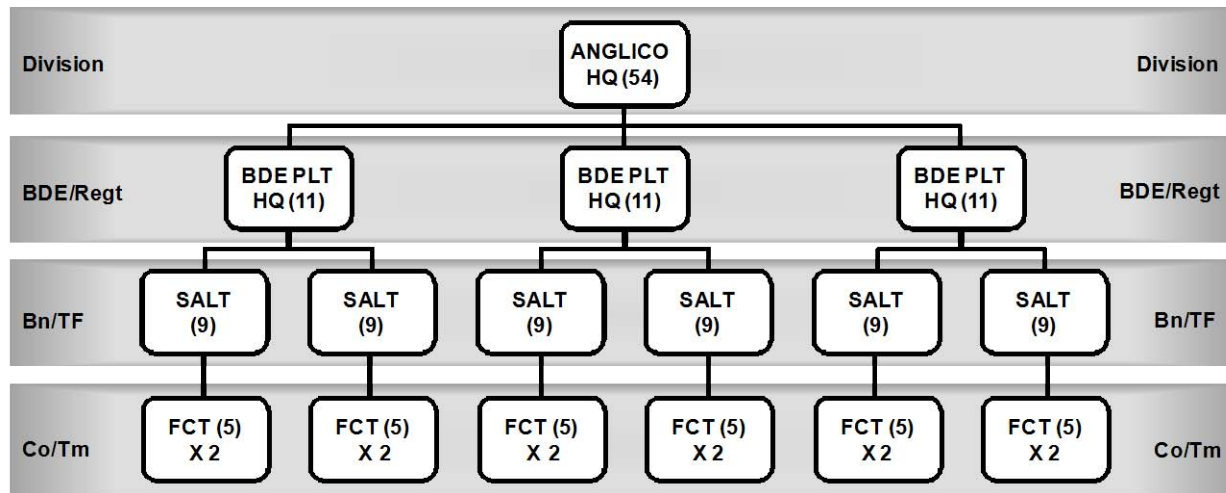 Division
ANGLICO
HQ (54)
Division
BDE/Regt
BDE PLT
HQ (11)
BDE PLT
HQ (11)
BDE PLT
HQ (11)
BDE/Regt
Bn/TF
SALT
(9)
SALT
(9)
SALT
(9)
SALT
(9)
SALT
(9)
SALT
(9)
Bn/TF
Co/Tm
FCT (5)
X 2
FCT (5)
X 2
FCT (5)
X 2
FCT (5)
X 2
FCT (5)
X 2
FCT (5)
X 2
Co/Tm